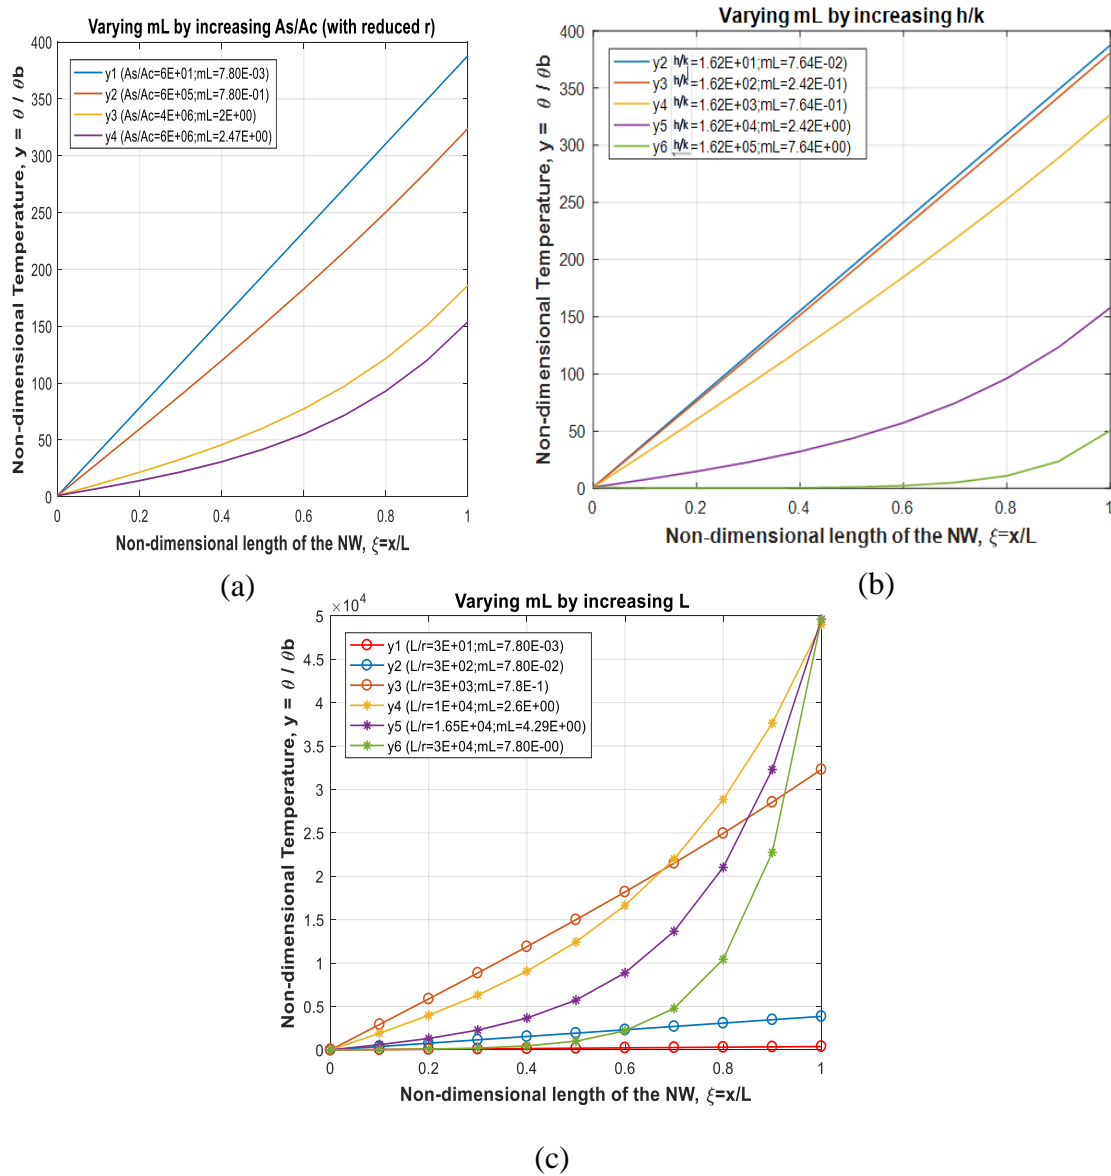 Varying mL by increasing As/Ac (with reduced r)
Non-dimensional Temperature, y = θ / θb
400
350
300
250
200
150
100
50
0
y1 (As/Ac=6E+01;mL=7.80E-03)
y2 (As/Ac=6E+05;mL=7.80E-01)
y3 (As/Ac=4E+06;mL=2E+00)
y4 (As/Ac=6E+06;mL=2.47E+00)
0 0.2 0.4 0.6 0.8 1
Non-dimensional length of the NW, ξ=x/L
(a)
Varying mL by increasing h/k
Non-dimensional Temperature, y = θ / θb
400
350
300
250
200
150
100
50
0
y2 h/k=1.62E+01;mL=7.64E-02)
y3 h/k=1.62E+02;mL=2.42E-01)
y4 h/k=1.62E+03;mL=7.64E-01)
y5 h/k=1.62E+04;mL=2.42E+00)
y6 h/k=1.62E+05;mL=7.64E+00)
0 0.2 0.4 0.6 0.8 1
Non-dimensional length of the NW, ξ=x/L
(b)
Varying mL by increasing L
×10⁴
Non-dimensional Temperature, y = θ / θb
5
4.5
4
3.5
3
2.5
2
1.5
1
0.5
0
y1 (L/r=3E+01;mL=7.80E-03)
y2 (L/r=3E+02;mL=7.80E-02)
y3 (L/r=3E+03;mL=7.8E-1)
y4 (L/r=1E+04;mL=2.6E+00)
y5 (L/r=1.65E+04;mL=4.29E+00)
y6 (L/r=3E+04;mL=7.80E-00)
0 0.2 0.4 0.6 0.8 1
Non-dimensional length of the NW, ξ=x/L
(c)